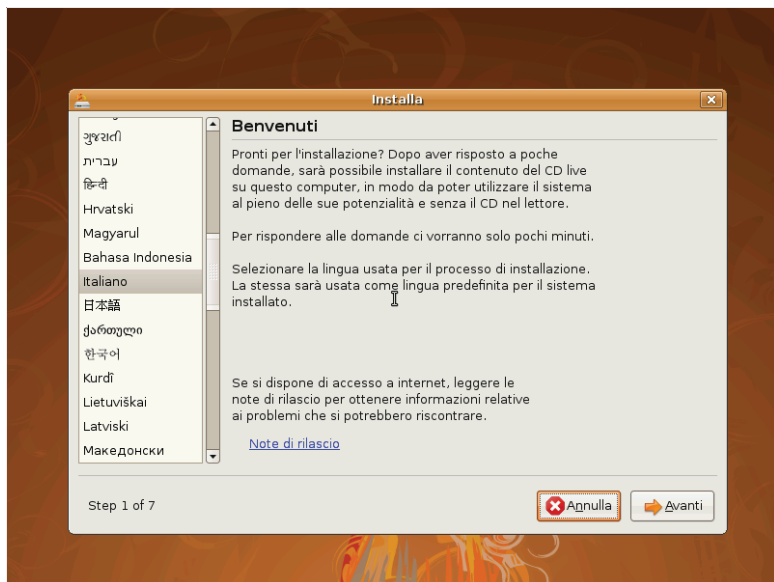 Installa
ગુજરાતી
עברית
हिन्दी
Hrvatski
Magyarul
Bahasa Indonesia
Italiano
日本語
ქართული
한국어
Kurdî
Lietuviškai
Latviski
Македонски
Benvenuti
Pronti per l'installazione? Dopo aver risposto a poche
domande, sarà possibile installare il contenuto del CD live
su questo computer, in modo da poter utilizzare il sistema
al pieno delle sue potenzialità e senza il CD nel lettore.
Per rispondere alle domande ci vorranno solo pochi minuti.
Selezionare la lingua usata per il processo di installazione.
La stessa sarà usata come lingua predefinita per il sistema
installato.
Se si dispone di accesso a internet, leggere le
note di rilascio per ottenere informazioni relative
ai problemi che si potrebbero riscontrare.
Note di rilascio
Step 1 of 7
Annulla
Avanti